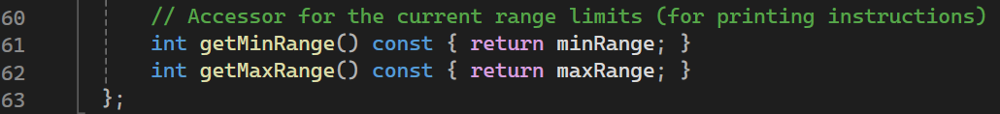 60 // Accessor for the current range limits (for printing instructions)
61 int getMinRange() const { return minRange; }
62 int getMaxRange() const { return maxRange; }
63 };